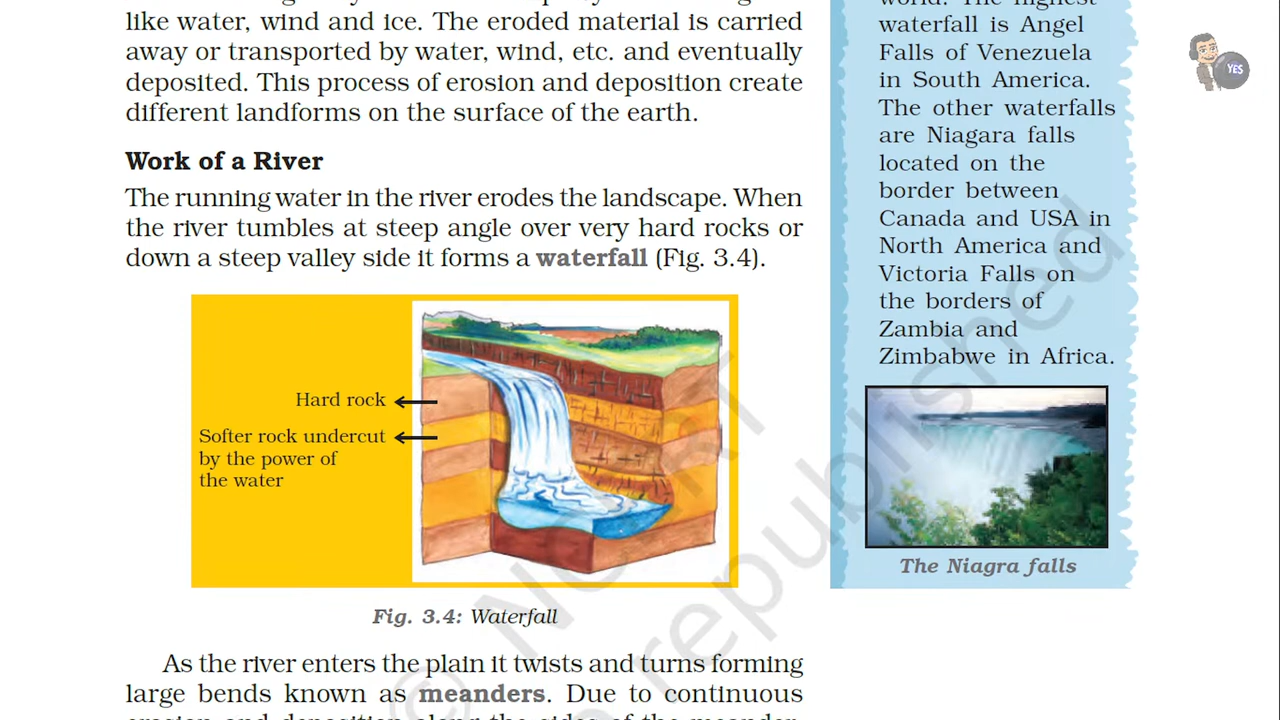 like water, wind and ice. The eroded material is carried
away or transported by water, wind, etc. and eventually
deposited. This process of erosion and deposition create
different landforms on the surface of the earth.
Work of a River
The running water in the river erodes the landscape. When
the river tumbles at steep angle over very hard rocks or
down a steep valley side it forms a waterfall (Fig. 3.4).
Hard rock
Softer rock undercut
by the power of
the water
Fig. 3.4: Waterfall
As the river enters the plain it twists and turns forming
large bends known as meanders. Due to continuous
waterfall is Angel
Falls of Venezuela
in South America.
The other waterfalls
are Niagara falls
located on the
border between
Canada and USA in
North America and
Victoria Falls on
the borders of
Zambia and
Zimbabwe in Africa.
The Niagra falls
YES
republished